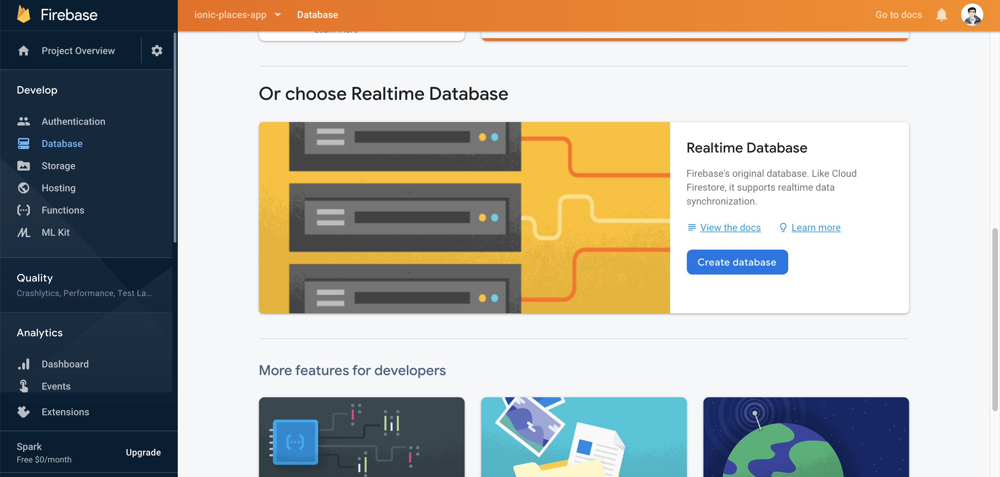 Firebase
ionic-places-app
Database
Go to docs
Project Overview
Develop
Authentication
Database
Storage
Hosting
Functions
ML Kit
Quality
Crashlytics, Performance, Test La...
Analytics
Dashboard
Events
Extensions
Spark
Free $0/month
Upgrade
Learn more
Or choose Realtime Database
Realtime Database
Firebase's original database. Like Cloud
Firestore, it supports realtime data
synchronization.
View the docs
Learn more
Create database
More features for developers